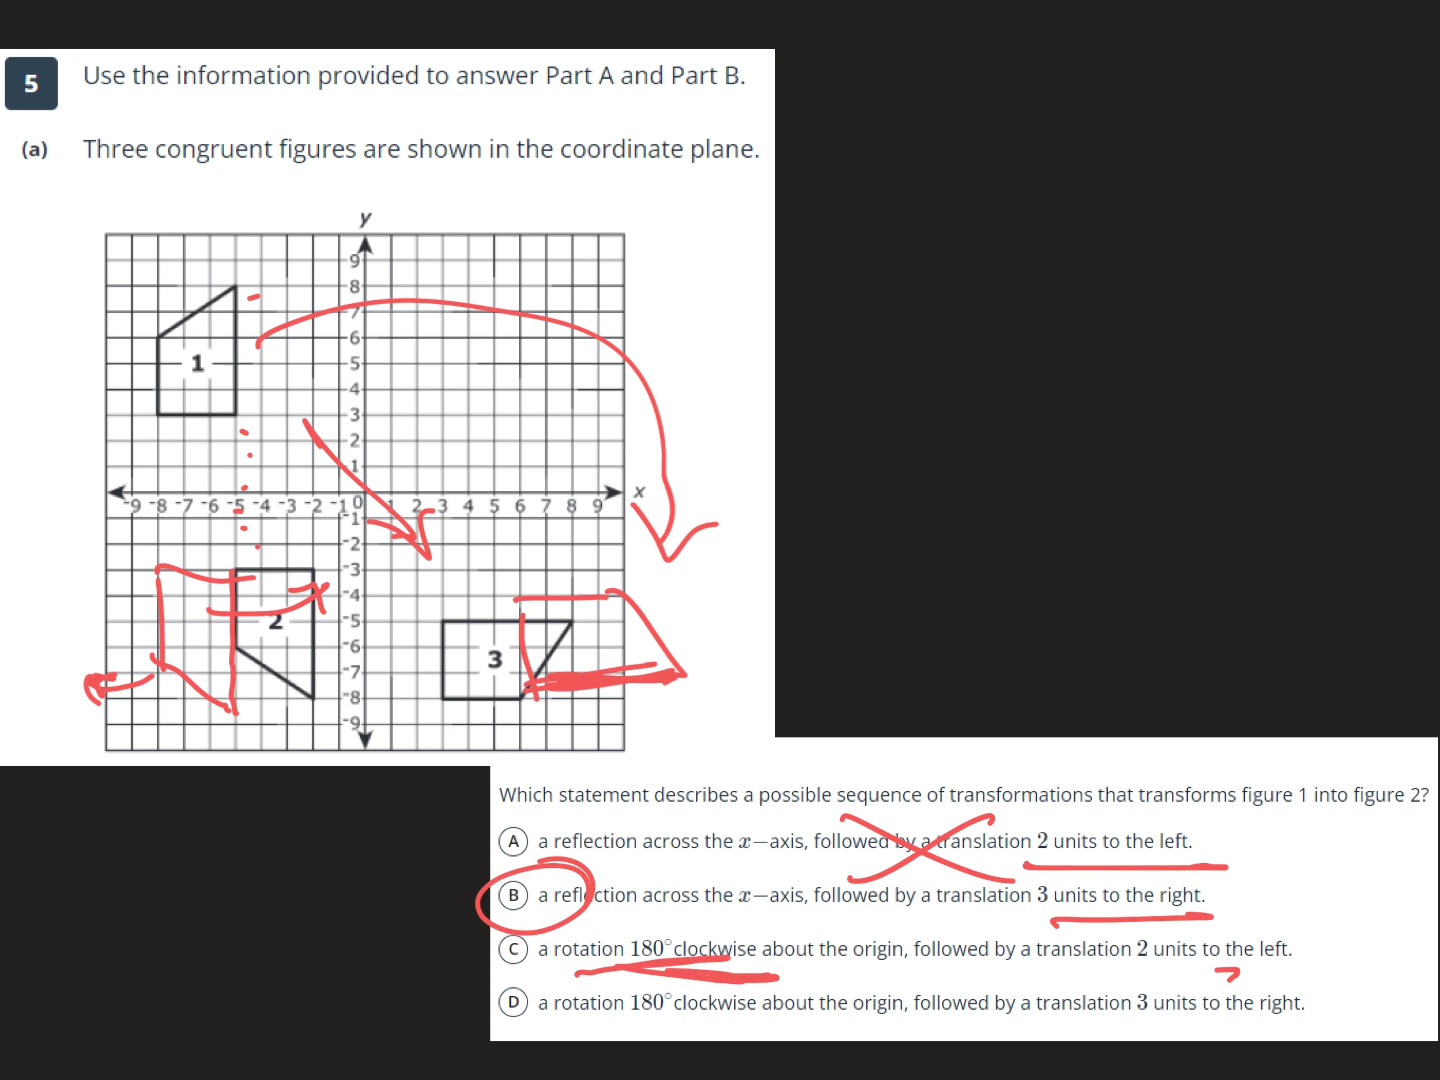 5 Use the information provided to answer Part A and Part B.
(a) Three congruent figures are shown in the coordinate plane.
y
9
8
7
1
6
5
4
3
2
1
-9 -8 -7 -6 -5 -4 -3 -2 -1 0 1 2 3 4 5 6 7 8 9 x
-1
-2
-3
-4
2
-5
-6
3
-7
-8
-9
Which statement describes a possible sequence of transformations that transforms figure 1 into figure 2?
A a reflection across the x−axis, followed by a translation 2 units to the left.
B a reflection across the x−axis, followed by a translation 3 units to the right.
C a rotation 180°clockwise about the origin, followed by a translation 2 units to the left.
D a rotation 180°clockwise about the origin, followed by a translation 3 units to the right.